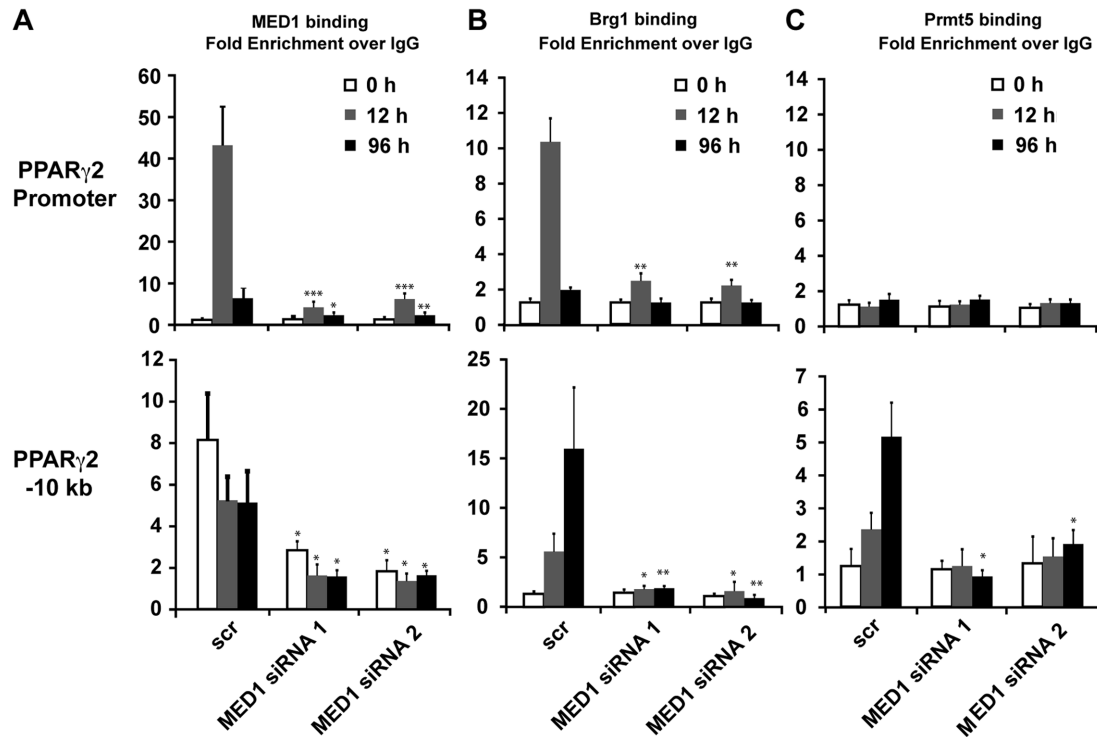 A
MED1 binding
Fold Enrichment over IgG
B
Brg1 binding
Fold Enrichment over IgG
C
Prmt5 binding
Fold Enrichment over IgG
PPARγ2
Promoter
60
50
40
30
20
10
0
0 h
12 h
96 h
***
*
***
**
14
12
10
8
6
4
2
0
0 h
12 h
96 h
**
**
14
12
10
8
6
4
2
0
0 h
12 h
96 h
PPARγ2
-10 kb
12
10
8
6
4
2
0
*
*
*
*
*
*
scr
MED1 siRNA 1
MED1 siRNA 2
25
20
15
10
5
0
*
**
*
**
scr
MED1 siRNA 1
MED1 siRNA 2
7
6
5
4
3
2
1
0
*
*
scr
MED1 siRNA 1
MED1 siRNA 2